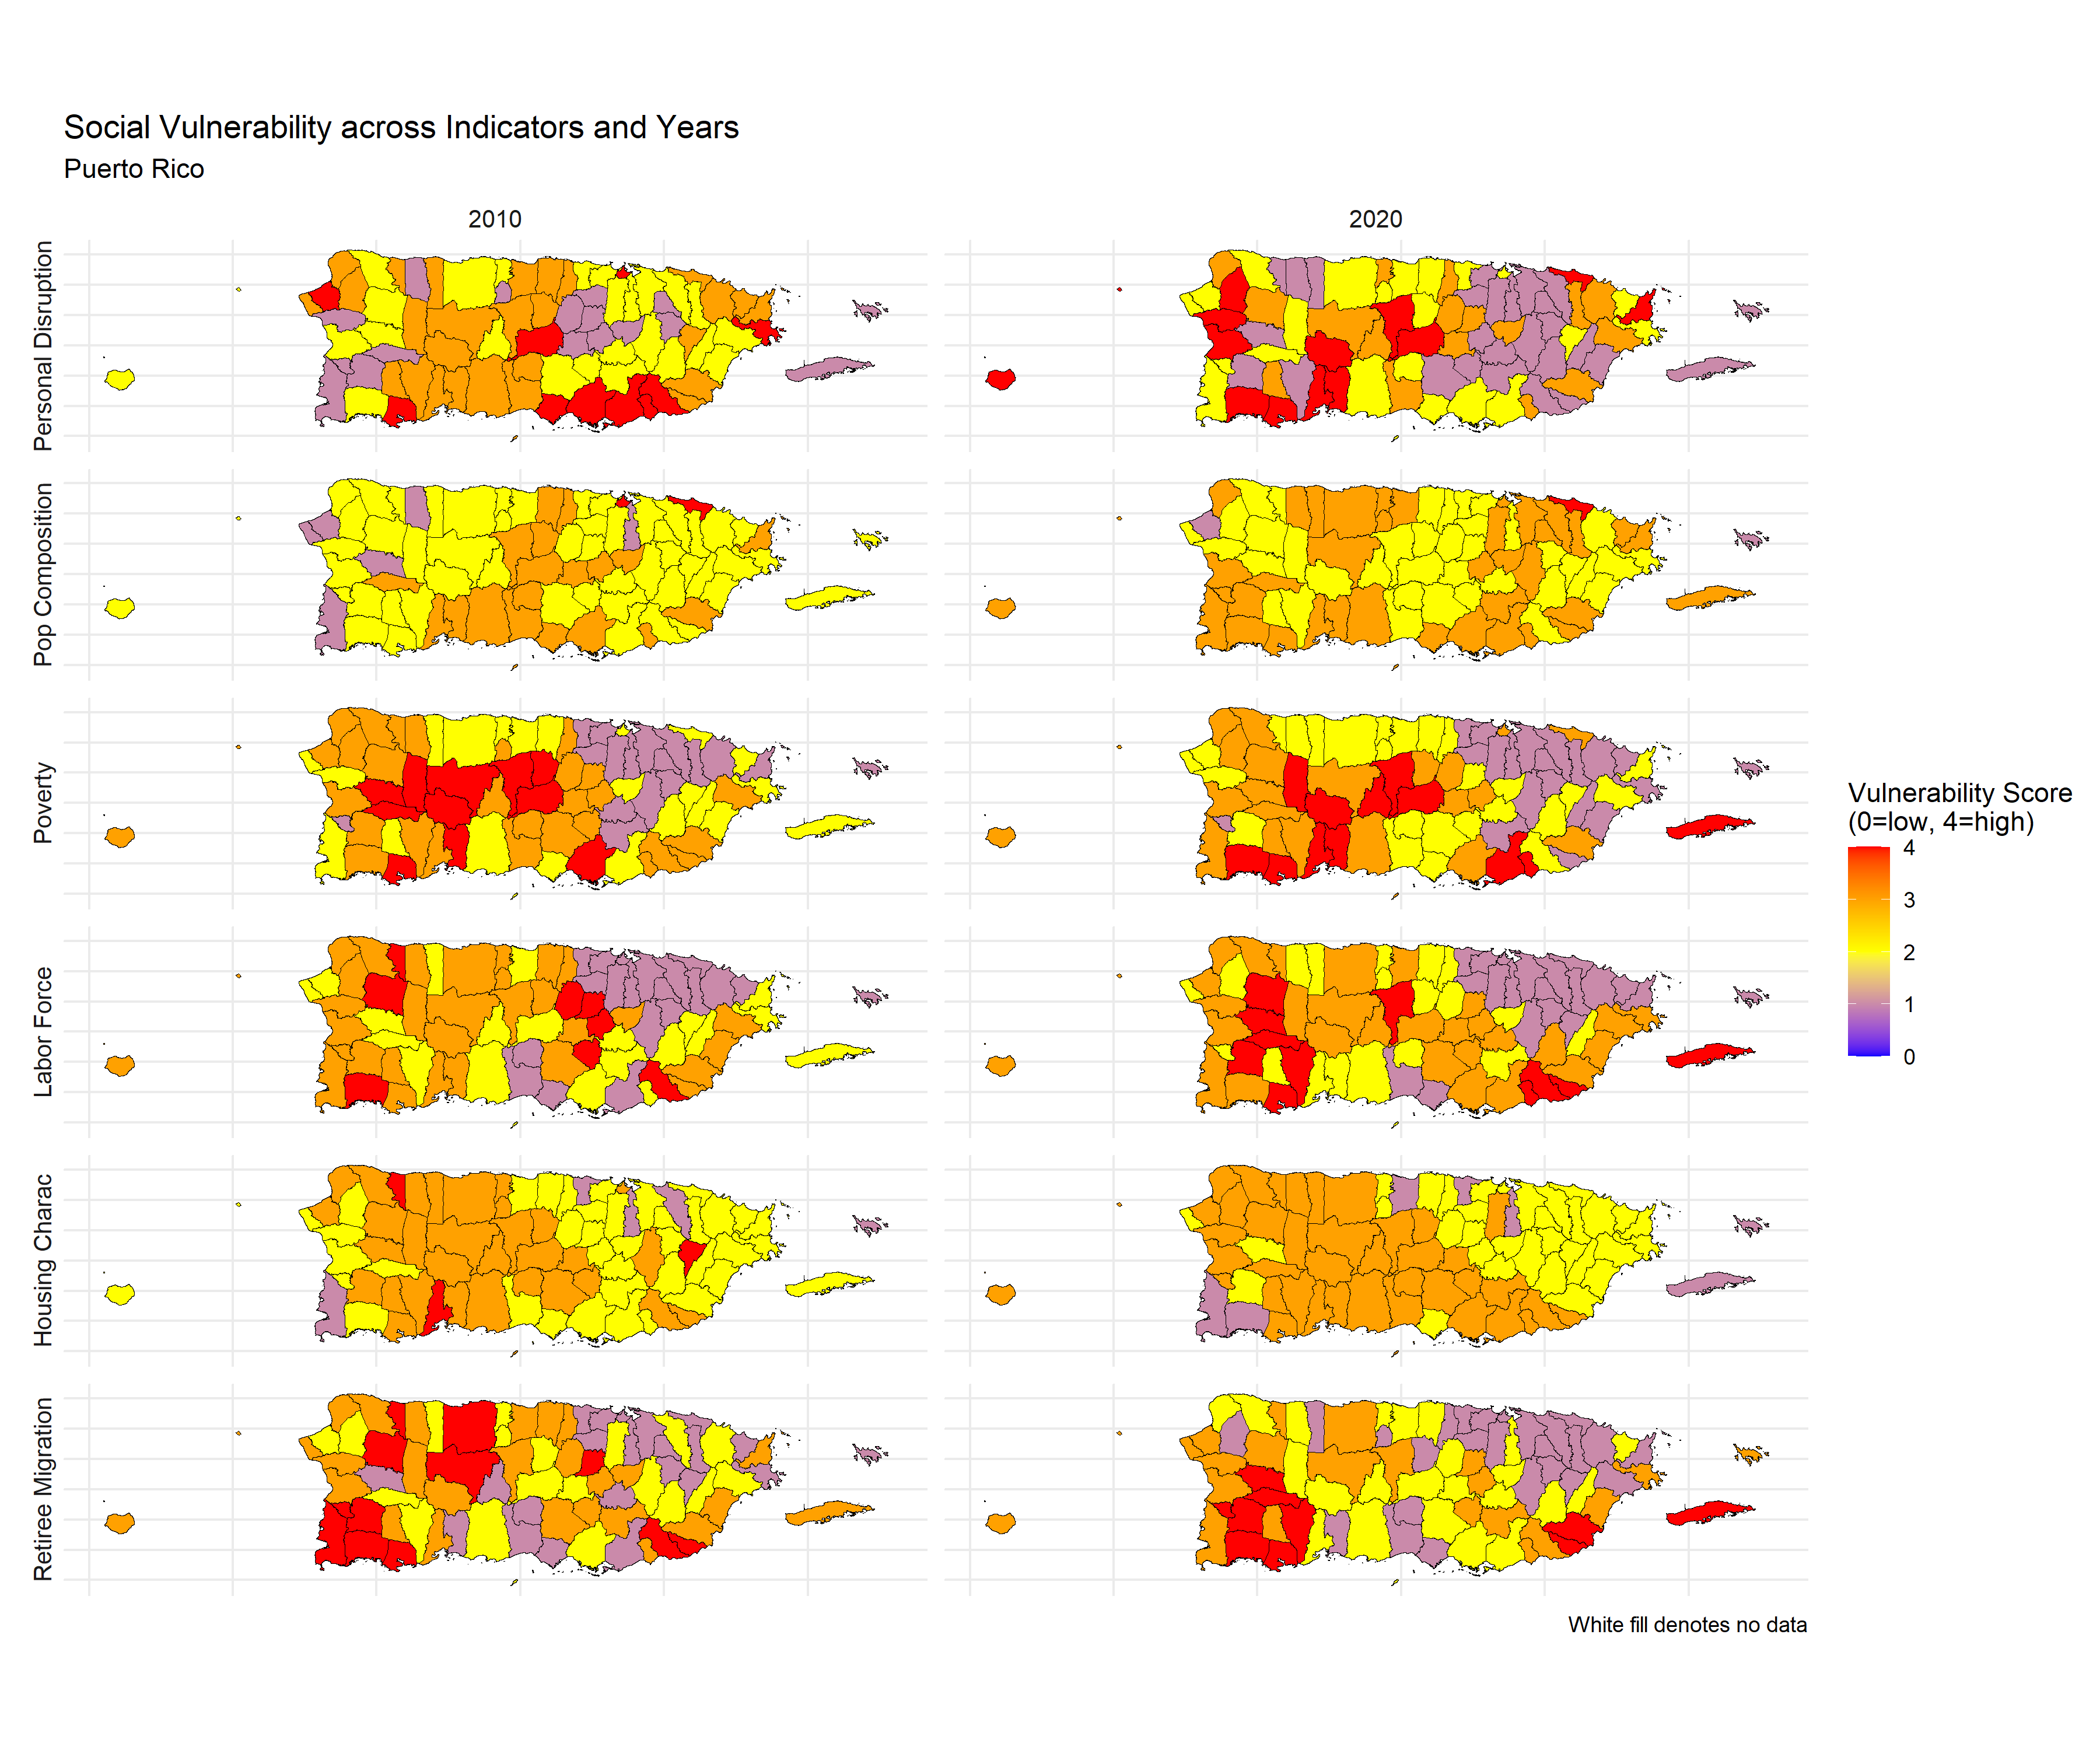 Social Vulnerability across Indicators and Years
Puerto Rico
2010
2020
Personal Disruption
Pop Composition
Poverty
Labor Force
Housing Charac
Retiree Migration
Vulnerability Score
(0=low, 4=high)
4
3
2
1
0
White fill denotes no data